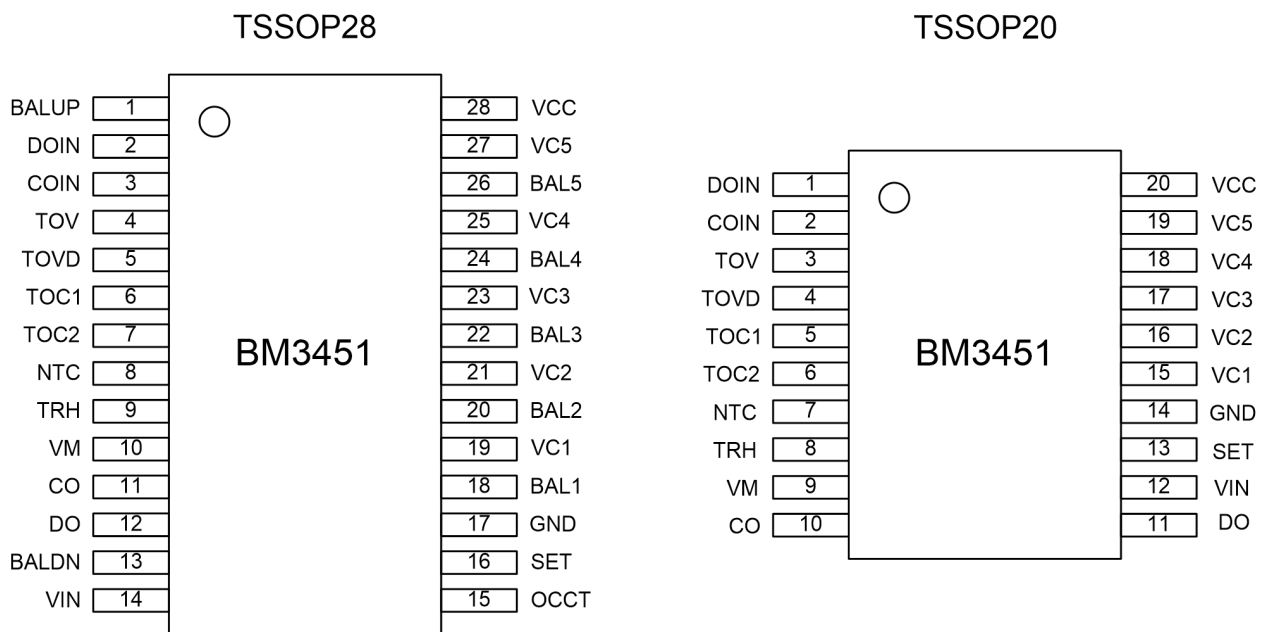 TSSOP28
TSSOP20
BALUP 1 28 VCC
DOIN 2 27 VC5
COIN 3 26 BAL5
TOV 4 25 VC4
TOVD 5 24 BAL4
TOC1 6 23 VC3
TOC2 7 22 BAL3
NTC 8 21 VC2
TRH 9 20 BAL2
VM 10 19 VC1
CO 11 18 BAL1
DO 12 17 GND
BALDN 13 16 SET
VIN 14 15 OCCT
BM3451
DOIN 1 20 VCC
COIN 2 19 VC5
TOV 3 18 VC4
TOVD 4 17 VC3
TOC1 5 16 VC2
TOC2 6 15 VC1
NTC 7 14 GND
TRH 8 13 SET
VM 9 12 VIN
CO 10 11 DO
BM3451